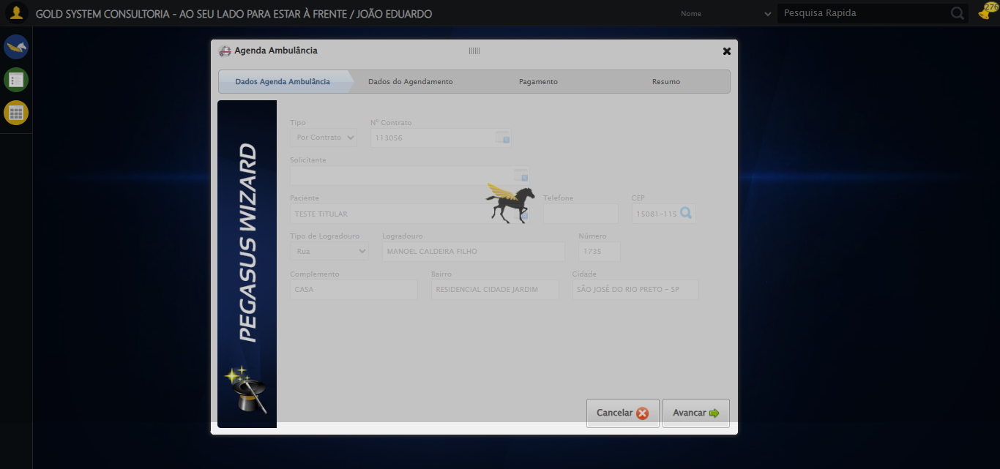 GOLD SYSTEM CONSULTORIA - AO SEU LADO PARA ESTAR À FRENTE / JOÃO EDUARDO
Nome
Pesquisa Rapida
276
Agenda Ambulância
Dados Agenda Ambulância
Dados do Agendamento
Pagamento
Resumo
PEGASUS WIZARD
Tipo
Nº Contrato
Por Contrato
113056
Solicitante
Paciente
Telefone
CEP
TESTE TITULAR
15081-115
Tipo de Logradouro
Logradouro
Número
Rua
MANOEL CALDEIRA FILHO
1735
Complemento
Bairro
Cidade
CASA
RESIDENCIAL CIDADE JARDIM
SÃO JOSÉ DO RIO PRETO - SP
Cancelar
Avancar